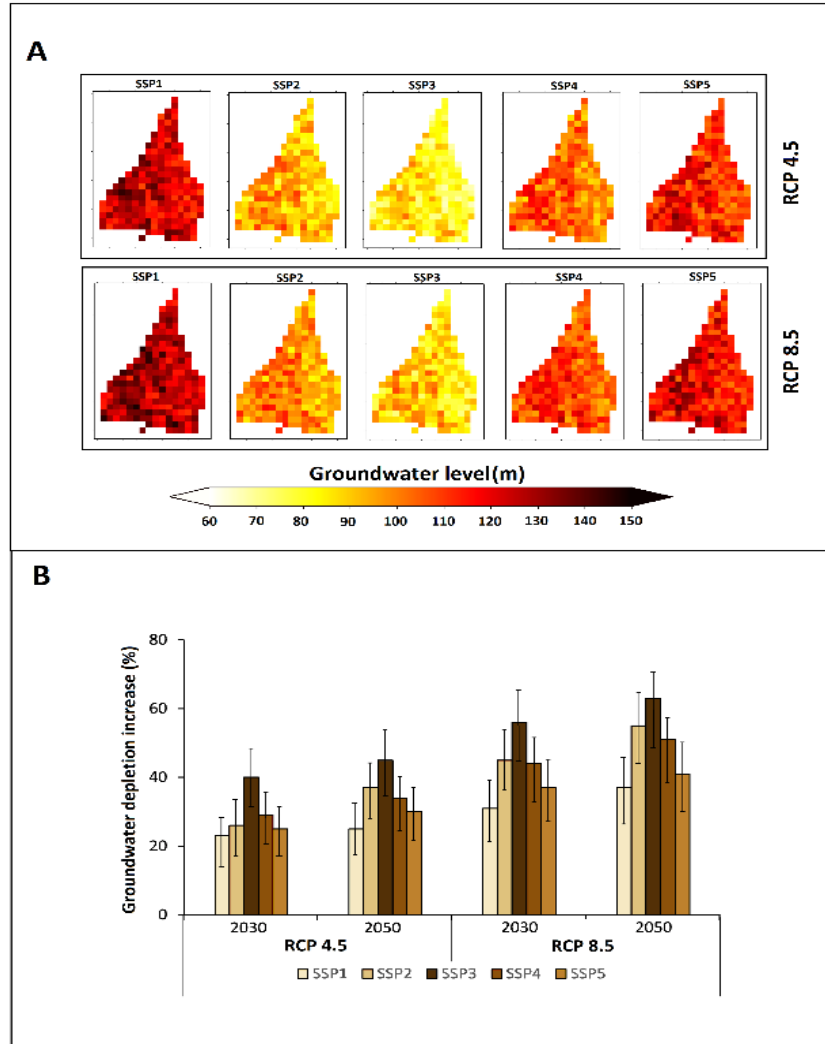 A
SSP1 SSP2 SSP3 SSP4 SSP5
RCP 4.5
SSP1 SSP2 SSP3 SSP4 SSP5
RCP 8.5
Groundwater level(m)
60 70 80 90 100 110 120 130 140 150
B
Groundwater depletion increase (%)
80
60
40
20
0
2030 2050 2030 2050
RCP 4.5 RCP 8.5
SSP1 SSP2 SSP3 SSP4 SSP5